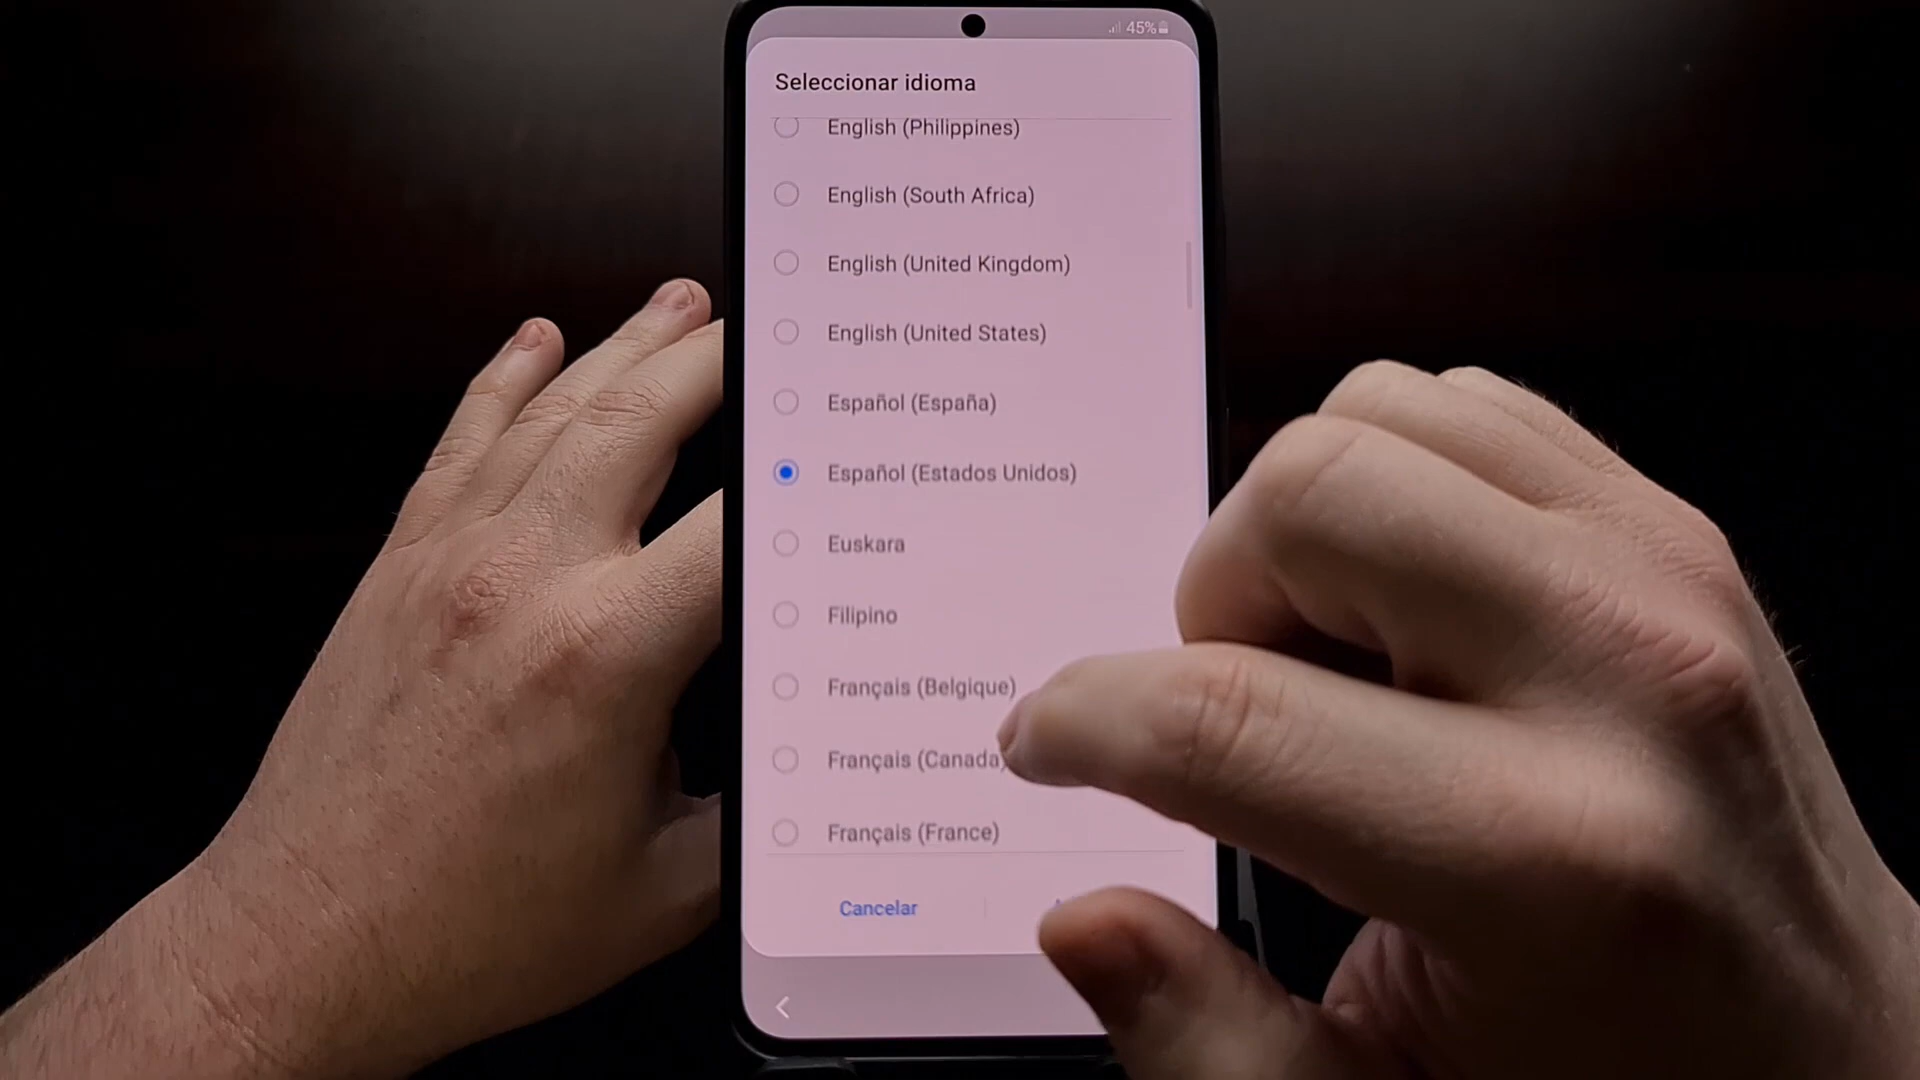 45%
Seleccionar idioma
English (Philippines)
English (South Africa)
English (United Kingdom)
English (United States)
Español (España)
Español (Estados Unidos)
Euskara
Filipino
Français (Belgique)
Français (Canada)
Français (France)
Cancelar